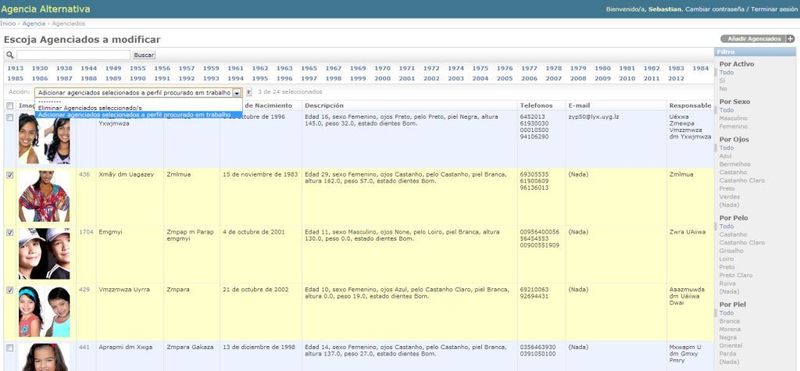 Agencia Alternativa
Bienvenido/a, Sebastian. Cambiar contraseña / Terminar sesión
Inicio › Agencia › Agenciados
Escoja Agenciados a modificar
Añadir Agenciados
Buscar
1913 1930 1938 1944 1951 1954 1955 1956 1957 1958 1959 1960 1961 1962 1963 1965 1966 1967 1968 1969 1970 1971 1972 1973 1974 1975 1976 1977 1978 1979 1980 1981 1982 1983 1984
1985 1986 1987 1988 1989 1990 1991 1992 1993 1994 1995 1996 1997 1998 1999 2000 2001 2002 2003 2004 2005 2006 2007 2008 2009 2010 2011 2012
Acción: Adicionar agenciados selecionados a perfil procurado em trabalho 3 de 24 seleccionados
---------
Eliminar Agenciados seleccionado/s
Adicionar agenciados selecionados a perfil procurado em trabalho
de Nacimiento Descripción Telefonos E-mail Responsable
Yxwjmwza
octubre de 1996
Edad 16, sexo Femenino, ojos Preto, pelo Preto, piel Negra, altura
145.0, peso 32.0, estado dientes Bom.
6452013
61930030
00010500
94106290
zyp50@lyx.uyg.lz
Uéxwa
Zmewpa
Vmzzmwza
dm Yxwjmwza
436 Xmãy dm Uagazey Zmlmua 15 de noviembre de 1983
Edad 29, sexo Femenino, ojos Castanho, pelo Castanho, piel Branca,
altura 162.0, peso 57.0, estado dientes Bom.
69305535
61900609
96136013
(Nada)
Zmlmua
1704 Emgmyi
Zmpap m Parap
emgmyi
4 de octubre de 2001
Edad 11, sexo Masculino, ojos None, pelo Loiro, piel Branca, altura
130.0, peso 0.0, estado dientes Bom.
00956400056
56454553
00900581909
(Nada)
Zwra UAiiwa
429 Vmzzmwza Uyrra Zmpara 21 de octubre de 2002
Edad 10, sexo Femenino, ojos Azul, pelo Castanho Claro, piel Branca,
altura 0.0, peso 19.0, estado dientes Bom.
69210063
92694431
(Nada)
Aaazmuwda
dm Uáiiwa
Dwai
441 Aprapmi dm Xwga Zmpara Gakaza 13 de diciembre de 1998
Edad 14, sexo Femenino, ojos Castanho, pelo Castanho, piel Branca,
altura 137.0, peso 27.0, estado dientes Bom.
0356463930
0391050100
(Nada)
Mxwapm U
dm Gmxy
Pmry
Filtro
Por Activo
Todo
Sí
No
Por Sexo
Todo
Masculino
Femenino
Por Ojos
Todo
Azul
Bermelhos
Castanho
Castanho Claro
Preto
Verdes
(Nada)
Por Pelo
Todo
Castanho
Castanho Claro
Grisalho
Loiro
Preto
Preto Claro
Ruiva
(Nada)
Por Piel
Todo
Branca
Morena
Negra
Oriental
Parda
(Nada)